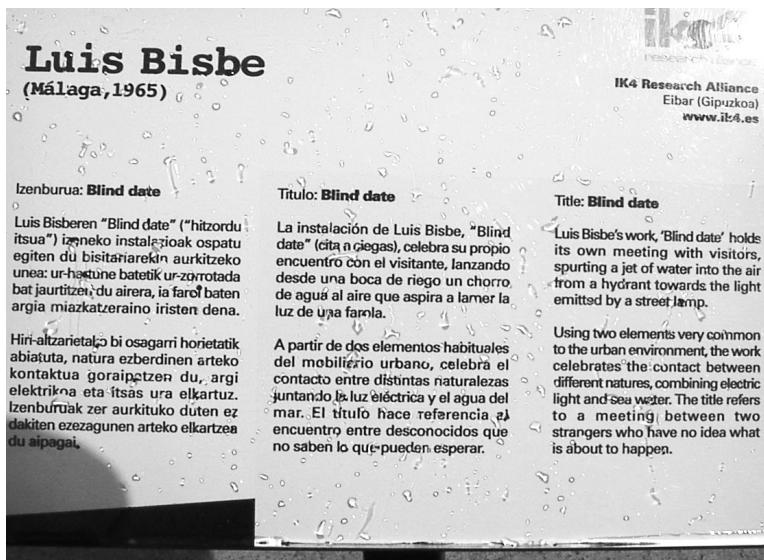 Luis Bisbe
(Málaga,1965)
ik4
research alliance
IK4 Research Alliance
Eibar (Gipuzkoa)
www.ik4.es
Izenburua: Blind date
Luis Bisberen “Blind date” (“hitzordu
itsua”) izeneko instalazioak ospatu
egiten du bisitariarekin aurkitzeko
unea: ur-hartune batetik ur-zorrotada
bat jaurtitzen du airera, ia farol baten
argia miazkatzeraino iristen dena.
Hiri-altzarietako bi osagarri horietatik
abiatuta, natura ezberdinen arteko
kontaktua goraipatzen du, argi
elektrikoa eta itsas ura elkartuz.
Izenburuak zer aurkituko duten ez
dakiten ezezagunen arteko elkartzea
du aipagai.
Título: Blind date
La instalación de Luis Bisbe, “Blind
date” (cita a ciegas), celebra su propio
encuentro con el visitante, lanzando
desde una boca de riego un chorro
de agua al aire que aspira a lamer la
luz de una farola.
A partir de dos elementos habituales
del mobiliario urbano, celebra el
contacto entre distintas naturalezas
juntando la luz eléctrica y el agua del
mar. El título hace referencia al
encuentro entre desconocidos que
no saben lo que pueden esperar.
Title: Blind date
Luis Bisbe’s work, ‘Blind date’ holds
its own meeting with visitors,
spurting a jet of water into the air
from a hydrant towards the light
emitted by a street lamp.
Using two elements very common
to the urban environment, the work
celebrates the contact between
different natures, combining electric
light and sea water. The title refers
to a meeting between two
strangers who have no idea what
is about to happen.